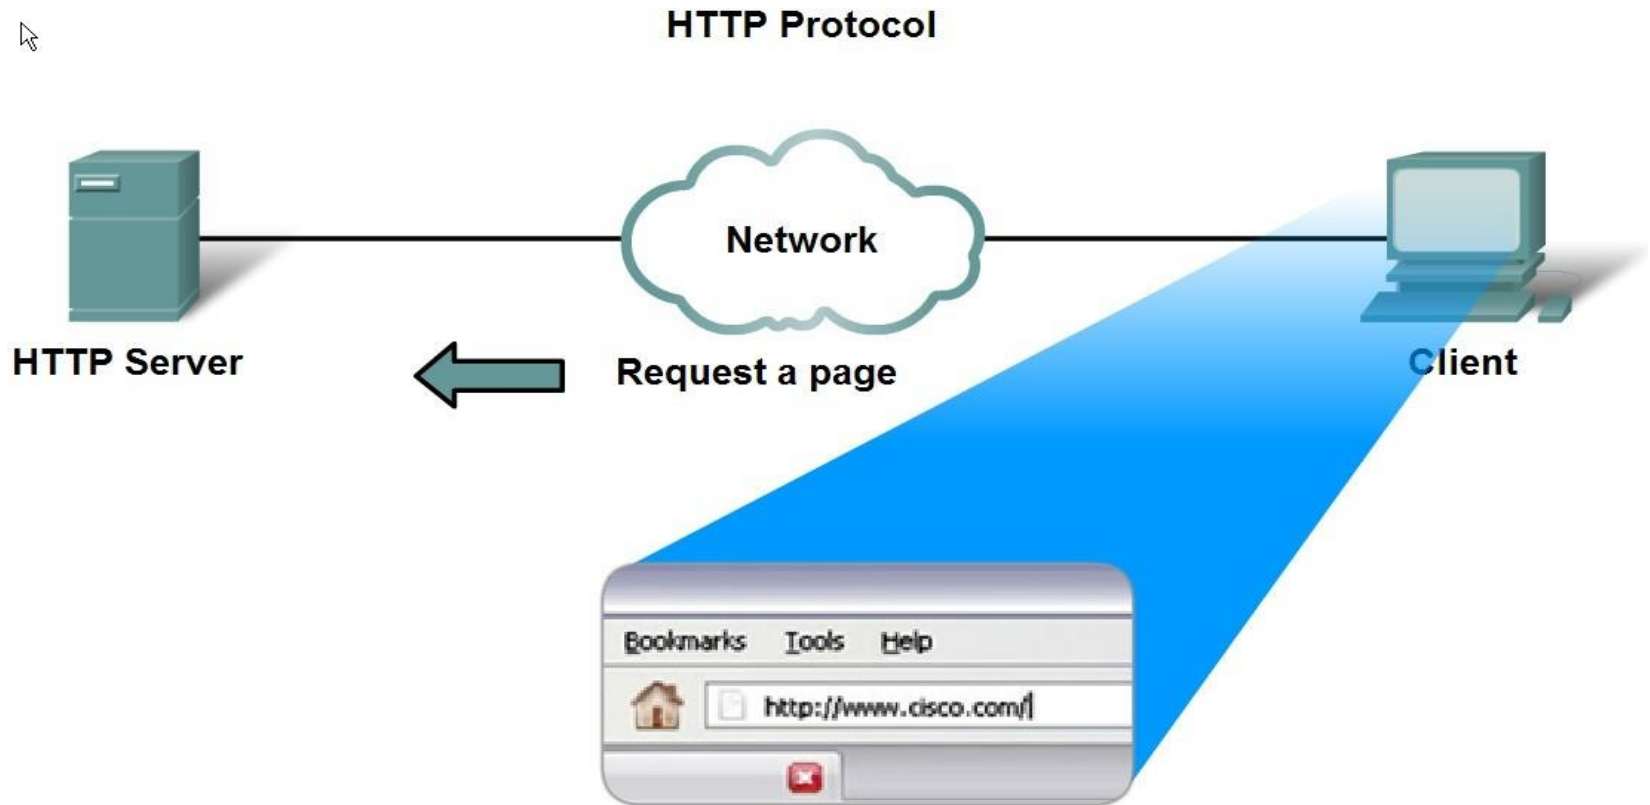 HTTP Protocol
Network
HTTP Server
Request a page
Client
Bookmarks Tools Help
http://www.cisco.com/